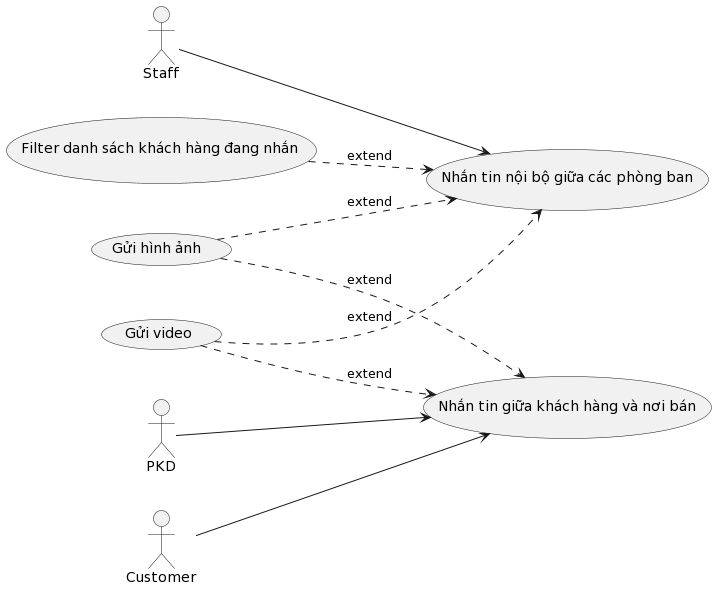 Staff
Filter danh sách khách hàng đang nhắn
extend
Nhắn tin nội bộ giữa các phòng ban
extend
Gửi hình ảnh
extend
extend
Gửi video
extend
Nhắn tin giữa khách hàng và nơi bán
PKD
Customer